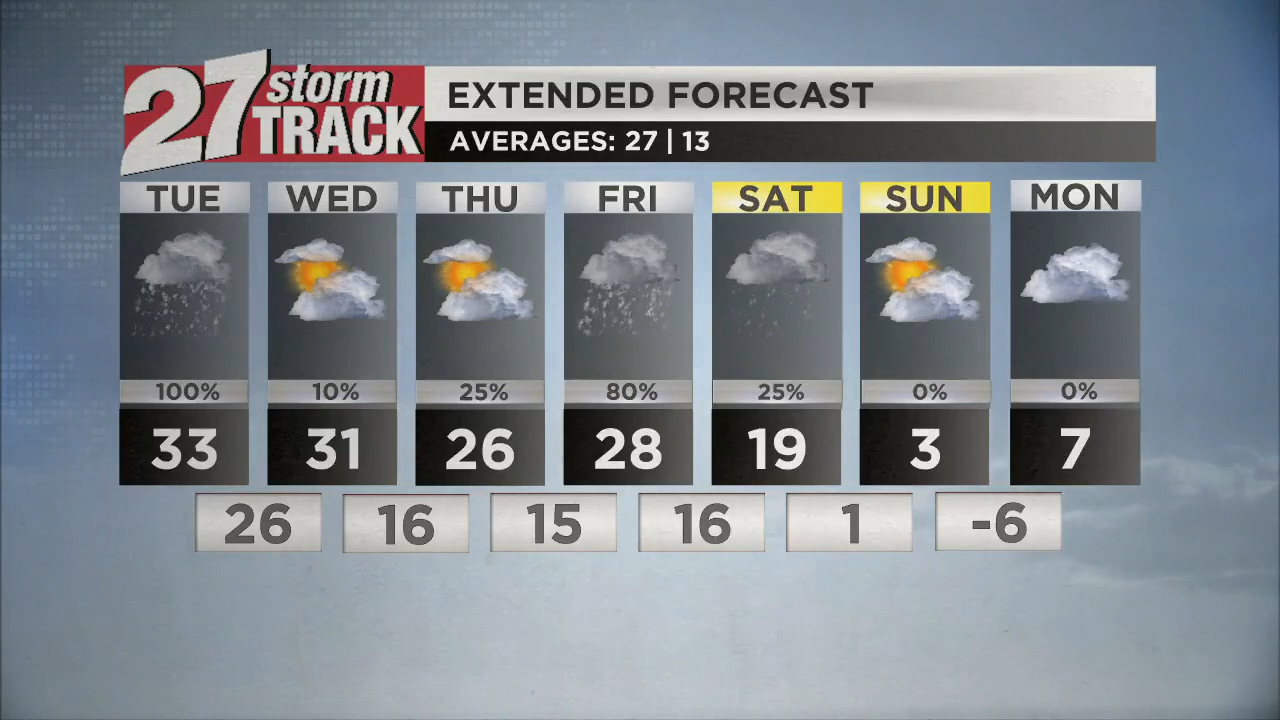 27 storm TRACK
EXTENDED FORECAST
AVERAGES: 27 | 13
TUE WED THU FRI SAT SUN MON
100% 10% 25% 80% 25% 0% 0%
33 31 26 28 19 3 7
26 16 15 16 1 -6